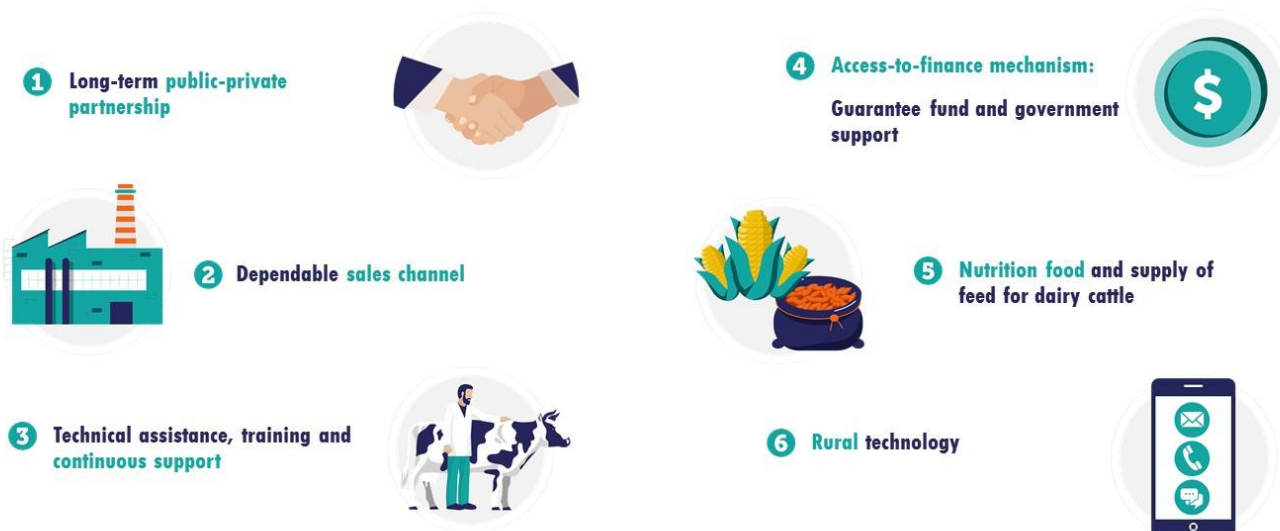 1 Long-term public-private
partnership
2 Dependable sales channel
3 Technical assistance, training and
continuous support
4 Access-to-finance mechanism:
Guarantee fund and government
support
$
5 Nutrition food and supply of
feed for dairy cattle
6 Rural technology